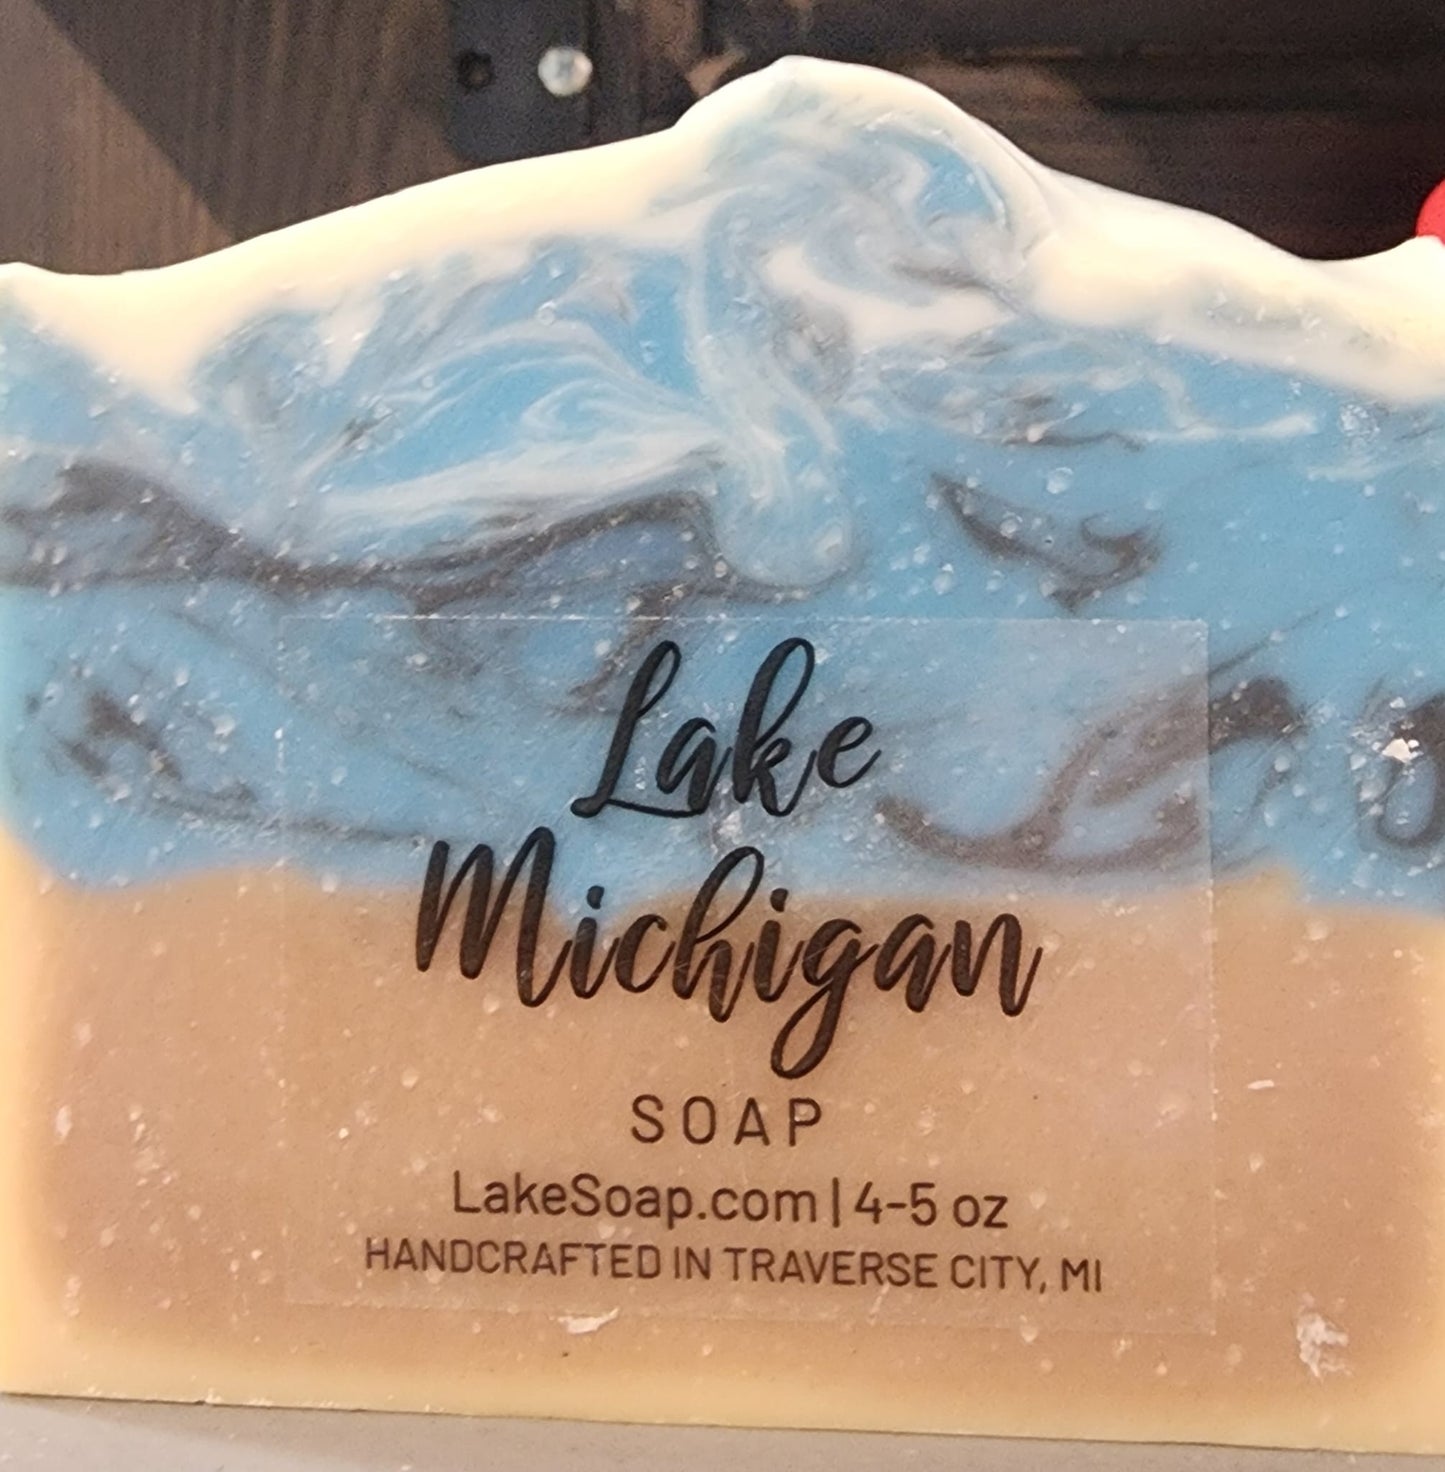 Lake
Michigan
SOAP
LakeSoap.com | 4-5 oz
HANDCRAFTED IN TRAVERSE CITY, MI